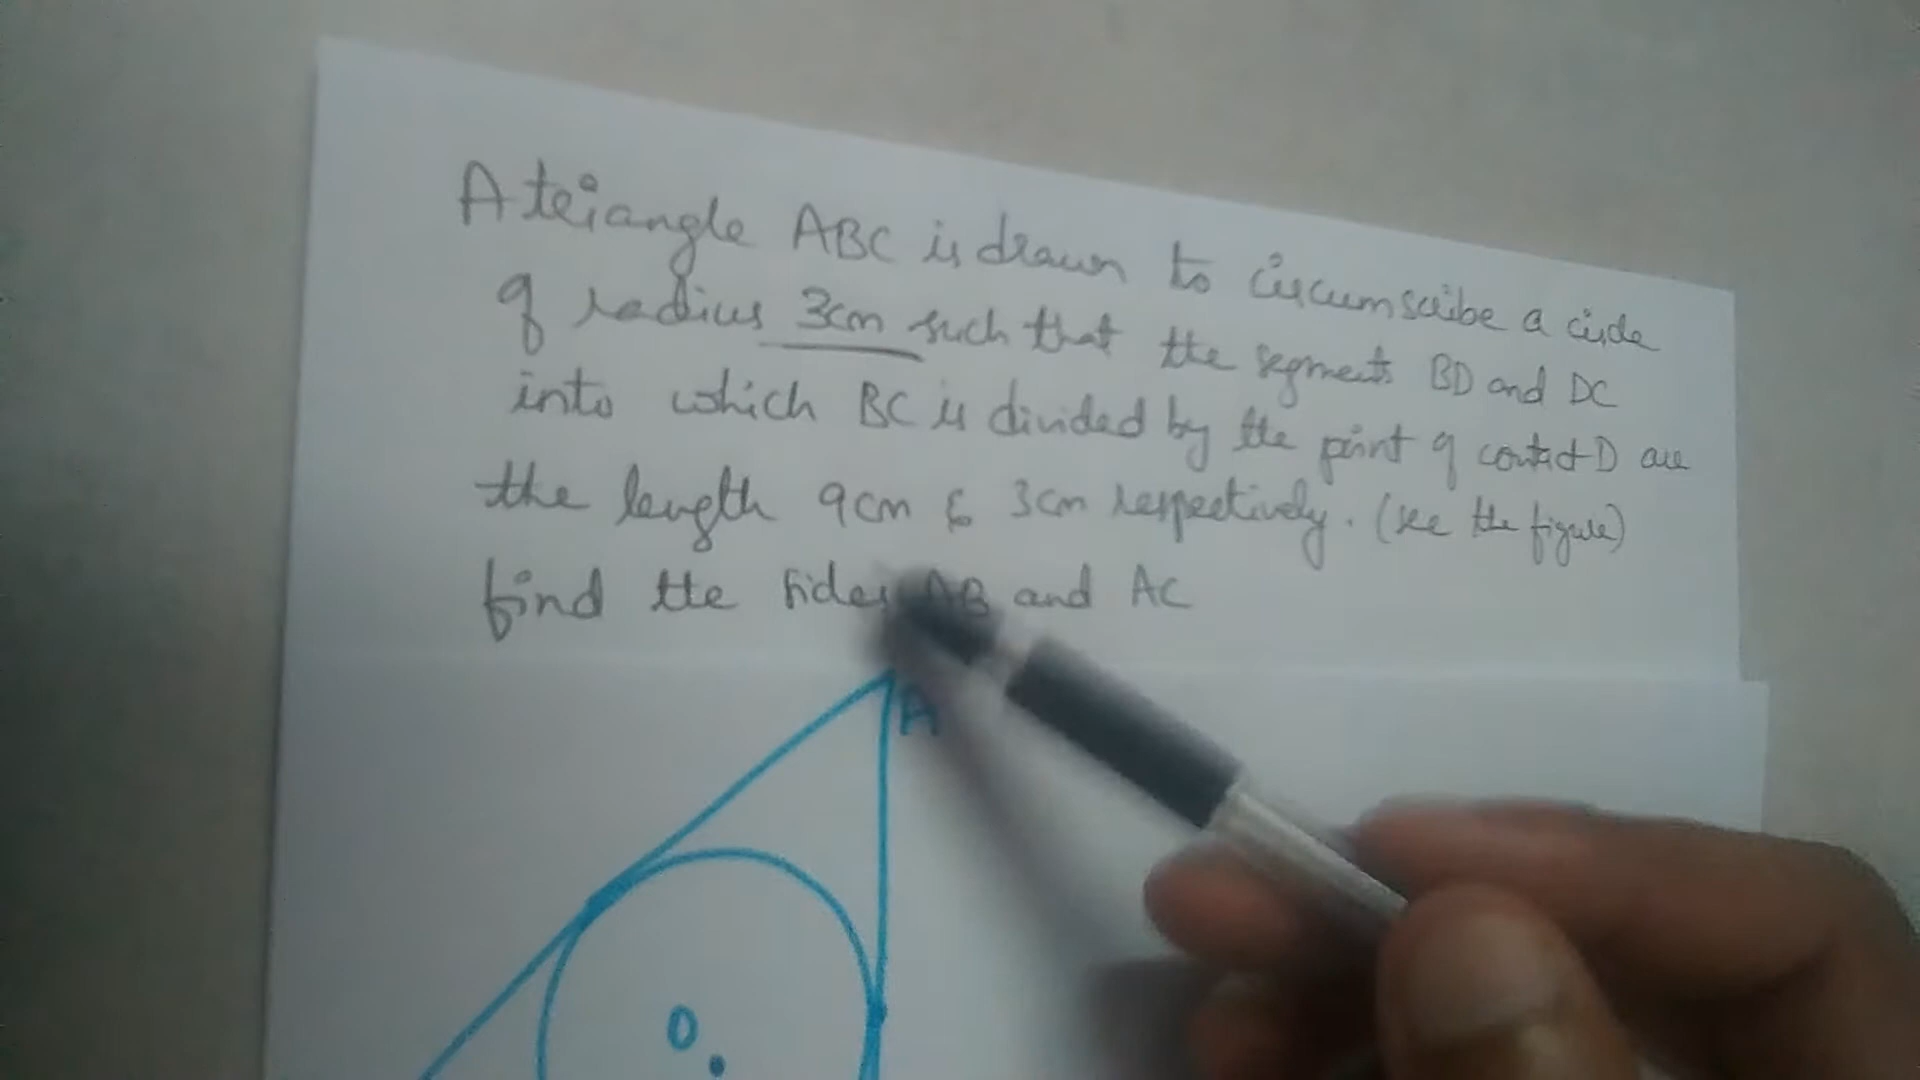 A triangle ABC is drawn to circumscribe a circle
of radius 3cm such that the segments BD and DC
into which BC is divided by the point of contact D are
the length 9cm & 3cm respectively. (see the figure)
find the sides AB and AC
A
O